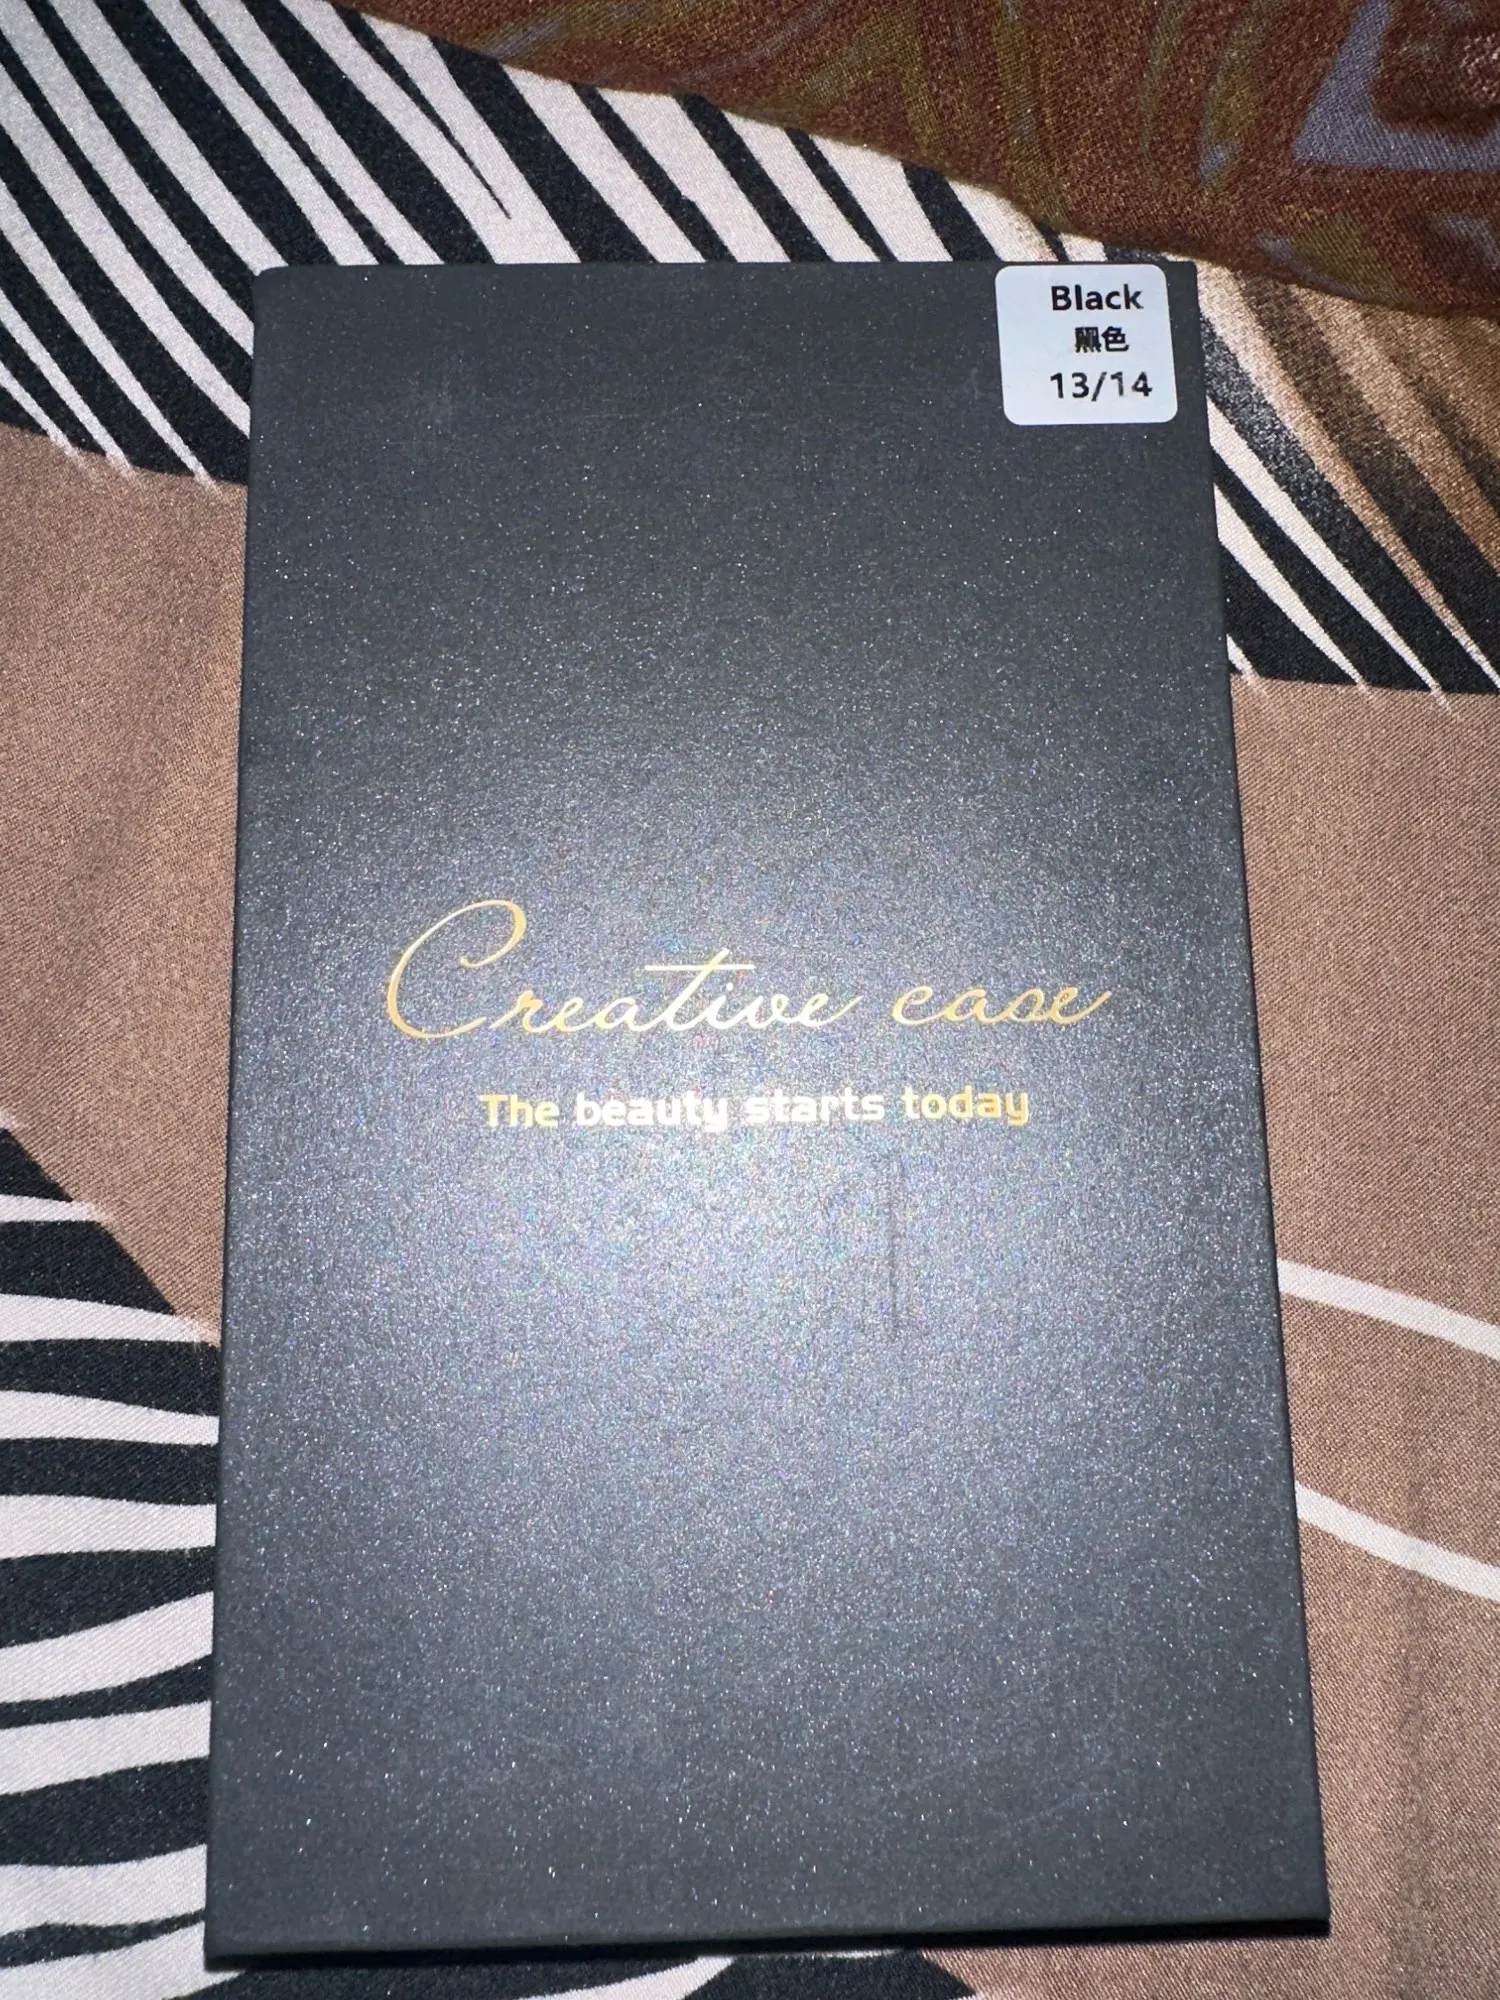 Black
黑色
13/14
Creative case
The beauty starts today